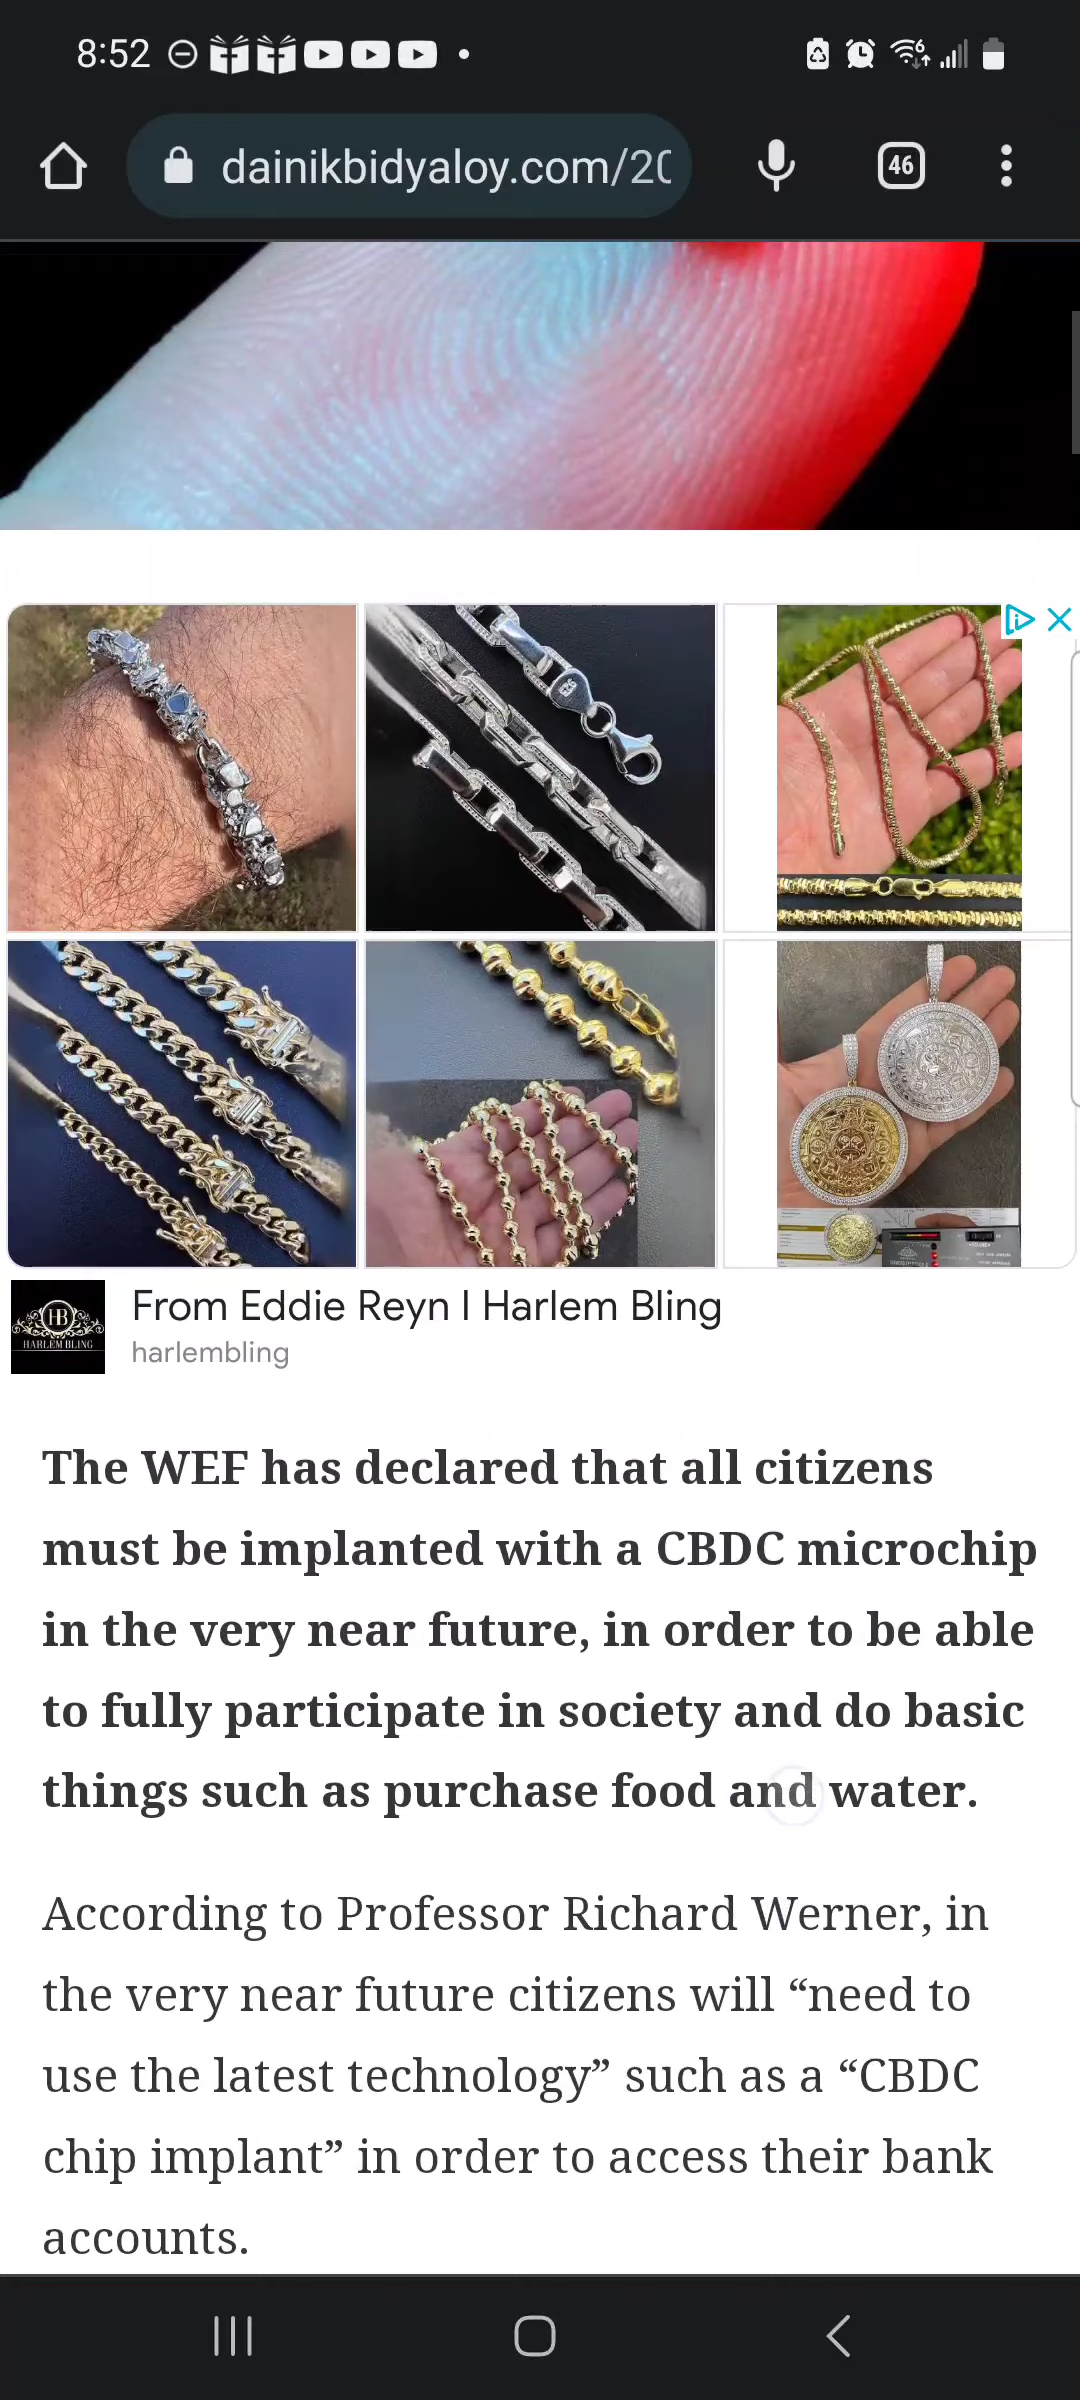 8:52
dainikbidyaloy.com/20
46
HB
HARLEM BLING
From Eddie Reyn I Harlem Bling
harlembling
The WEF has declared that all citizens
must be implanted with a CBDC microchip
in the very near future, in order to be able
to fully participate in society and do basic
things such as purchase food and water.
According to Professor Richard Werner, in
the very near future citizens will “need to
use the latest technology” such as a “CBDC
chip implant” in order to access their bank
accounts.